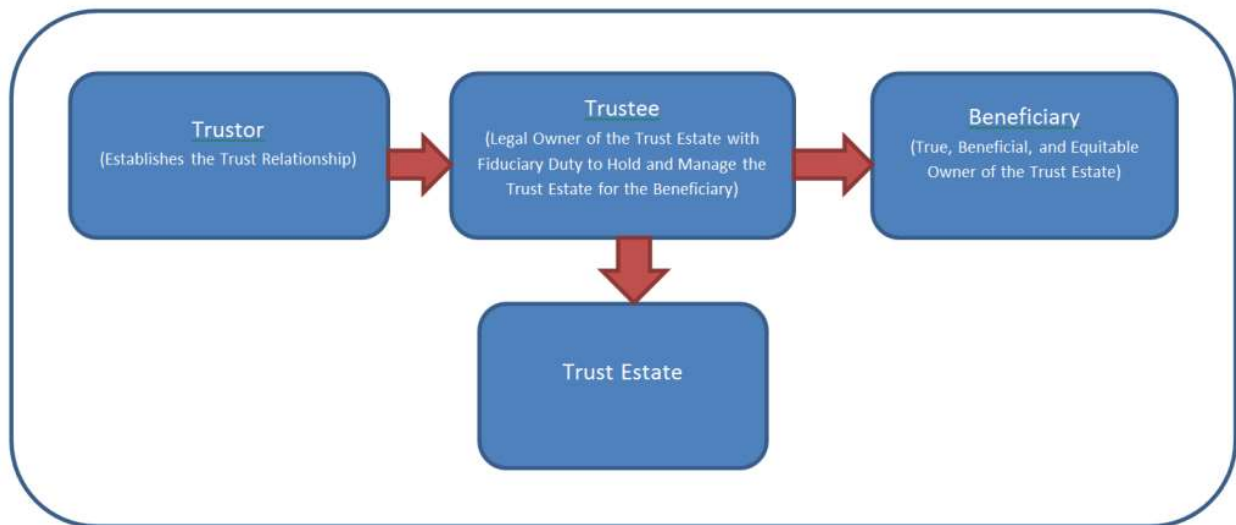 Trustor
(Establishes the Trust Relationship)
Trustee
(Legal Owner of the Trust Estate with
Fiduciary Duty to Hold and Manage the
Trust Estate for the Beneficiary)
Beneficiary
(True, Beneficial, and Equitable
Owner of the Trust Estate)
Trust Estate